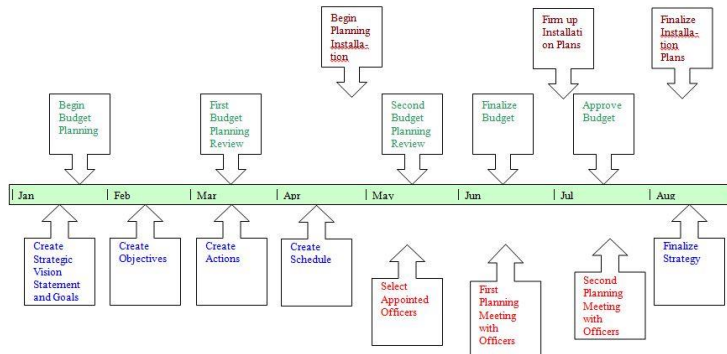 Begin
Planning
Installa-
tion
Firm up
Installati
on Plans
Finalize
Installa-
tion
Plans
Begin
Budget
Planning
First
Budget
Planning
Review
Second
Budget
Planning
Review
Finalize
Budget
Approve
Budget
Jan
Feb
Mar
Apr
May
Jun
Jul
Aug
Create
Strategic
Vision
Statement
and Goals
Create
Objectives
Create
Actions
Create
Schedule
Select
Appointed
Officers
First
Planning
Meeting
with
Officers
Second
Planning
Meeting
with
Officers
Finalize
Strategy